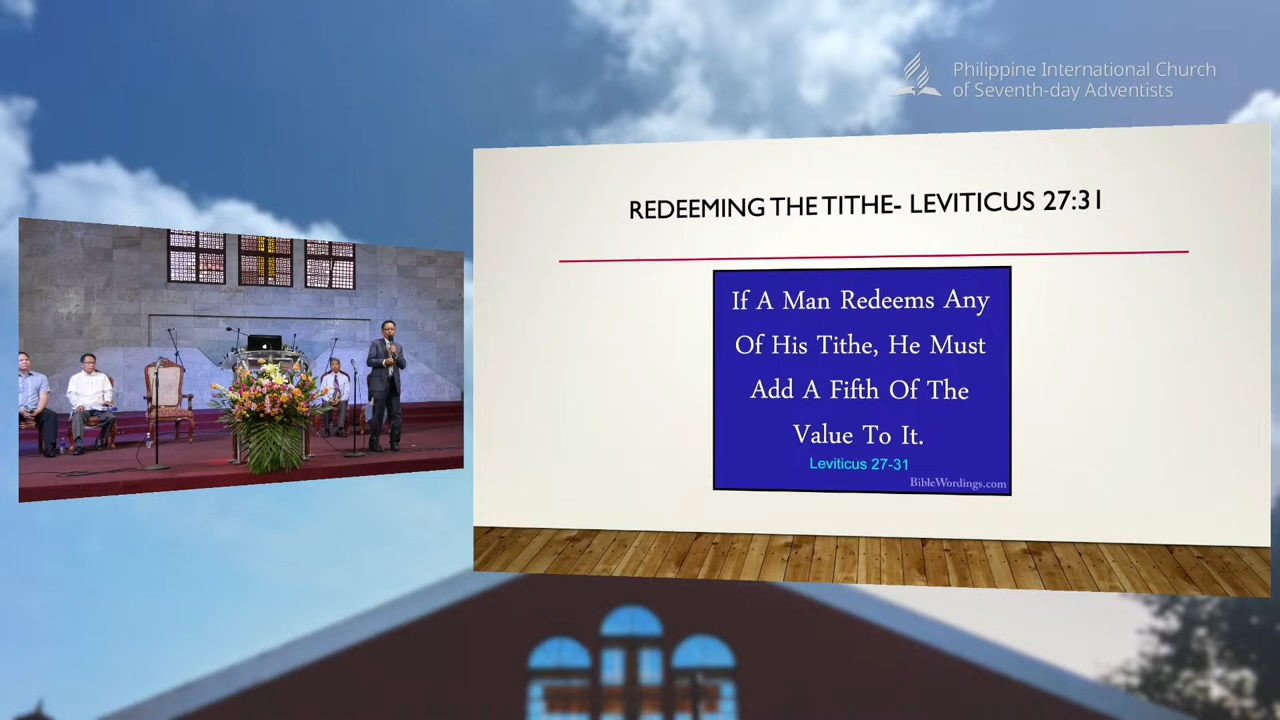 Philippine International Church
of Seventh-day Adventists
REDEEMING THE TITHE- LEVITICUS 27:31
If A Man Redeems Any
Of His Tithe, He Must
Add A Fifth Of The
Value To It.
Leviticus 27-31
BibleWordings.com